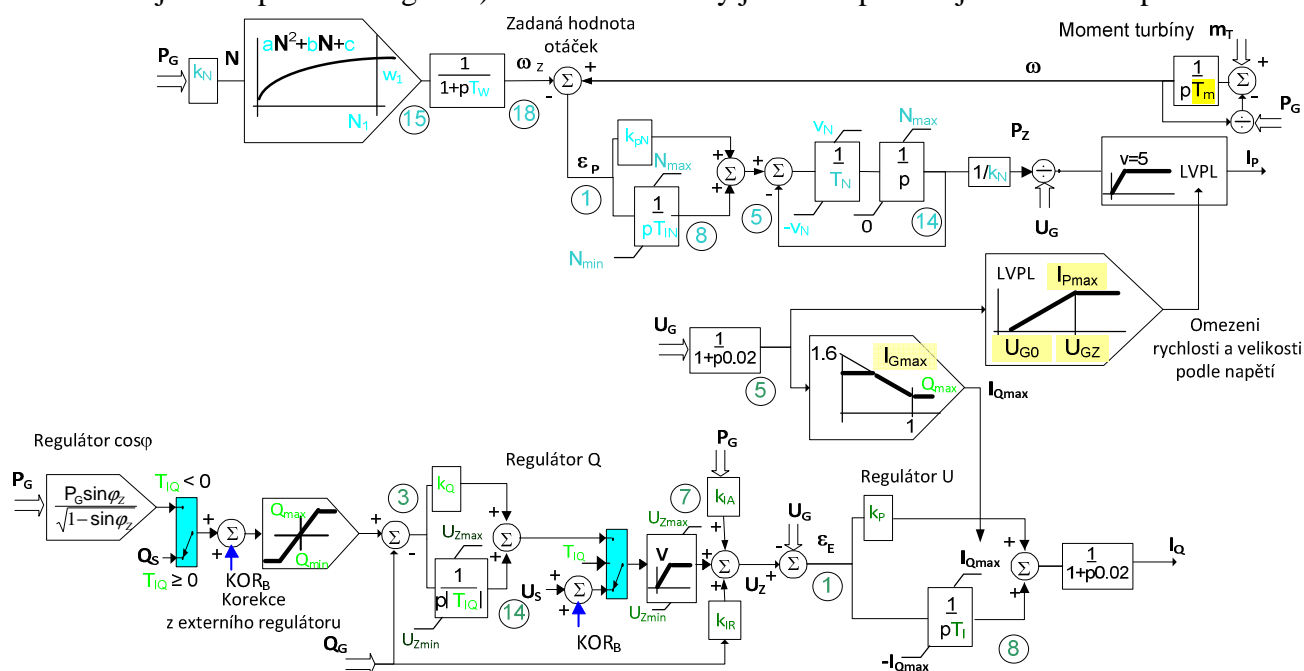 Zadaná hodnota
otáček
Moment turbíny m_T
P_G
k_N
N
aN²+bN+c
w_1
N_1
15
1
1+pT_W
ω_Z
18
Σ
+
-
ω
1
pT_m
Σ
+
-
÷
P_G
ε_P
1
k_pN
N_max
1
pT_IN
N_min
8
+
+
Σ
5
+
-
Σ
v_N
1
T_N
-v_N
N_max
1
p
0
14
P_Z
1/k_N
÷
U_G
v=5
LVPL
I_P
LVPL
I_Pmax
U_G0
U_GZ
Omezeni
rychlosti a velikosti
podle napětí
U_G
1
1+p0.02
5
1.6
I_Gmax
Q_max
1
I_Qmax
Regulátor cosφ
P_G
P_G sinφ_Z
√1−sinφ_Z
T_IQ < 0
Q_S
T_IQ ≥ 0
+
+
Σ
KOR_B
Korekce
z externího regulátoru
Q_max
Q_min
+
-
Σ
3
Q_G
Regulátor Q
k_Q
U_Zmax
1
p|T_IQ|
U_Zmin
14
+
+
Σ
T_IQ
U_S
+
+
Σ
KOR_B
U_Zmax
v
U_Zmin
7
P_G
k_IA
+
+
+
Σ
k_IR
U_Z
+
-
Σ
U_G
ε_E
1
Regulátor U
k_P
I_Qmax
1
pT_I
-I_Qmax
8
+
+
Σ
1
1+p0.02
I_Q